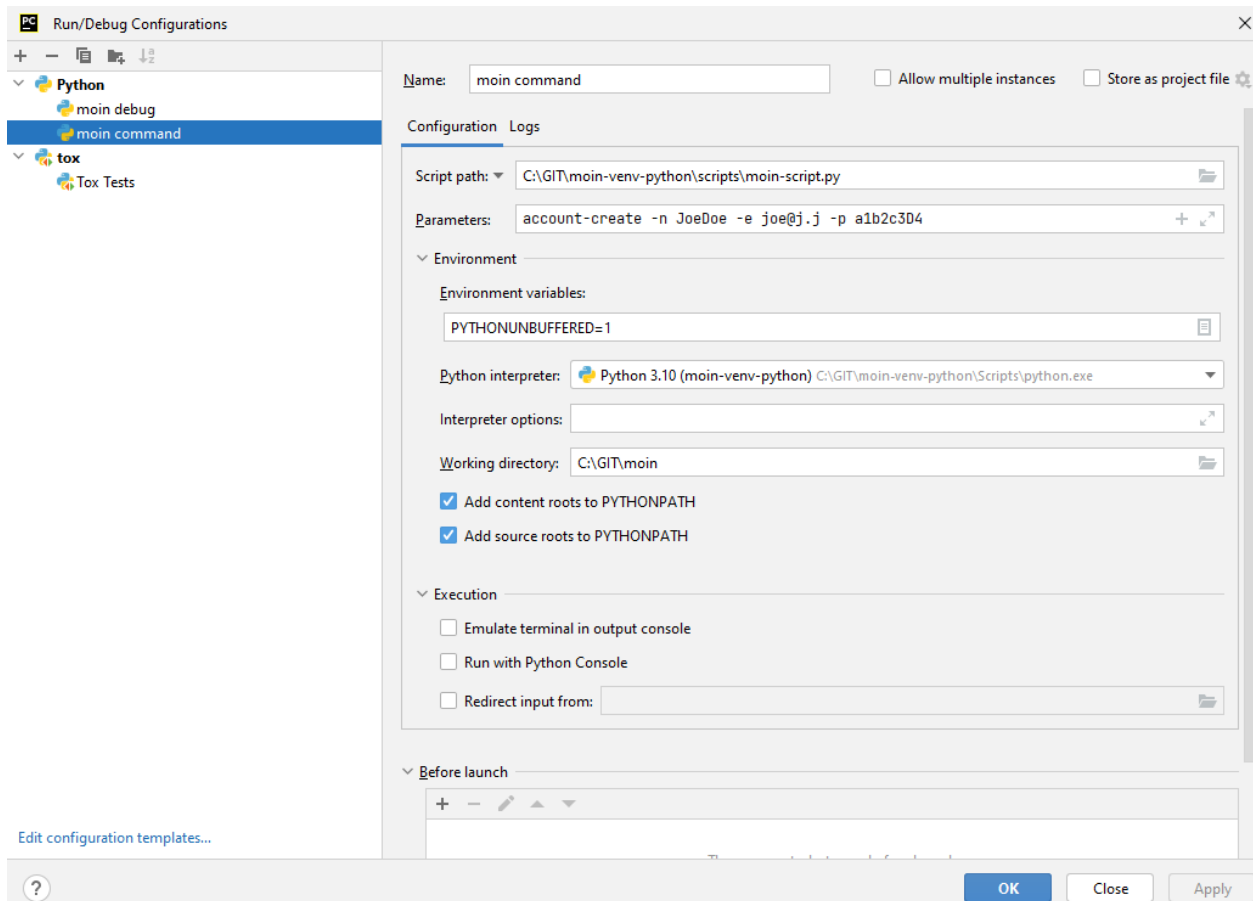 PC Run/Debug Configurations
Python
moin debug
moin command
tox
Tox Tests
Edit configuration templates...
Name: moin command Allow multiple instances Store as project file
Configuration Logs
Script path: C:\GIT\moin-venv-python\scripts\moin-script.py
Parameters: account-create -n JoeDoe -e joe@j.j -p a1b2c3D4
Environment
Environment variables:
PYTHONUNBUFFERED=1
Python interpreter: Python 3.10 (moin-venv-python) C:\GIT\moin-venv-python\Scripts\python.exe
Interpreter options:
Working directory: C:\GIT\moin
Add content roots to PYTHONPATH
Add source roots to PYTHONPATH
Execution
Emulate terminal in output console
Run with Python Console
Redirect input from:
Before launch
? OK Close Apply